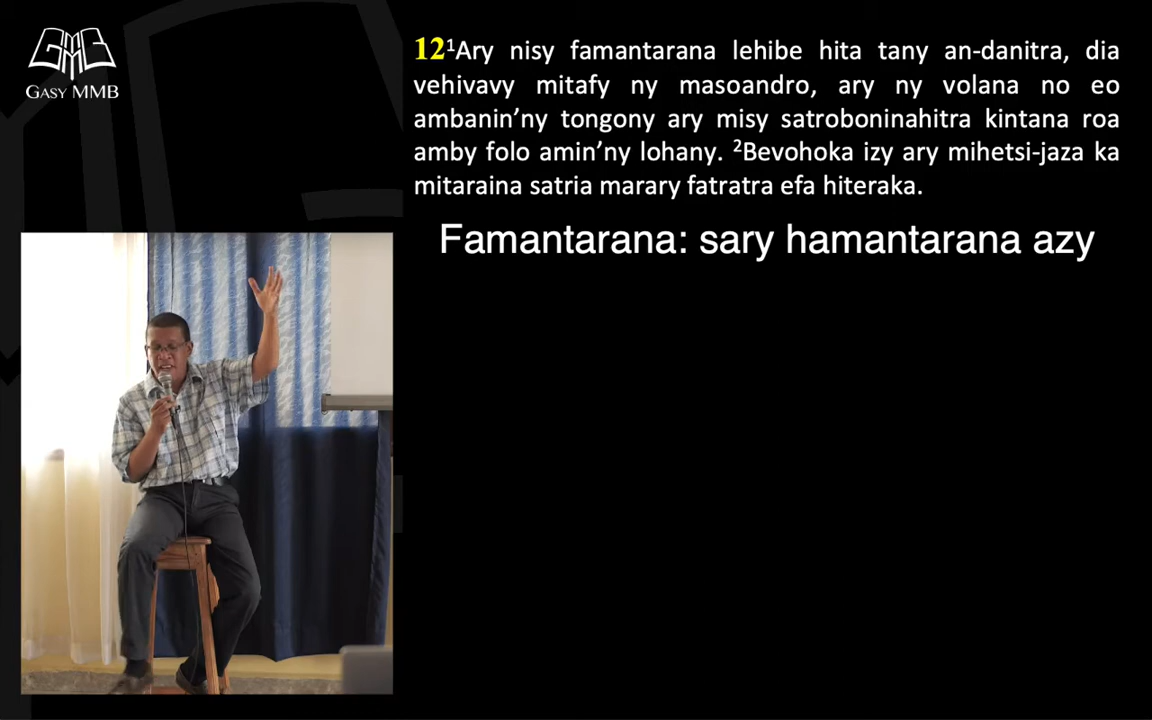 GMG
GASY MMB
12¹Ary nisy famantarana lehibe hita tany an-danitra, dia
vehivavy mitafy ny masoandro, ary ny volana no eo
ambanin’ny tongony ary misy satroboninahitra kintana roa
amby folo amin’ny lohany. ²Bevohoka izy ary mihetsi-jaza ka
mitaraina satria marary fatratra efa hiteraka.
Famantarana: sary hamantarana azy